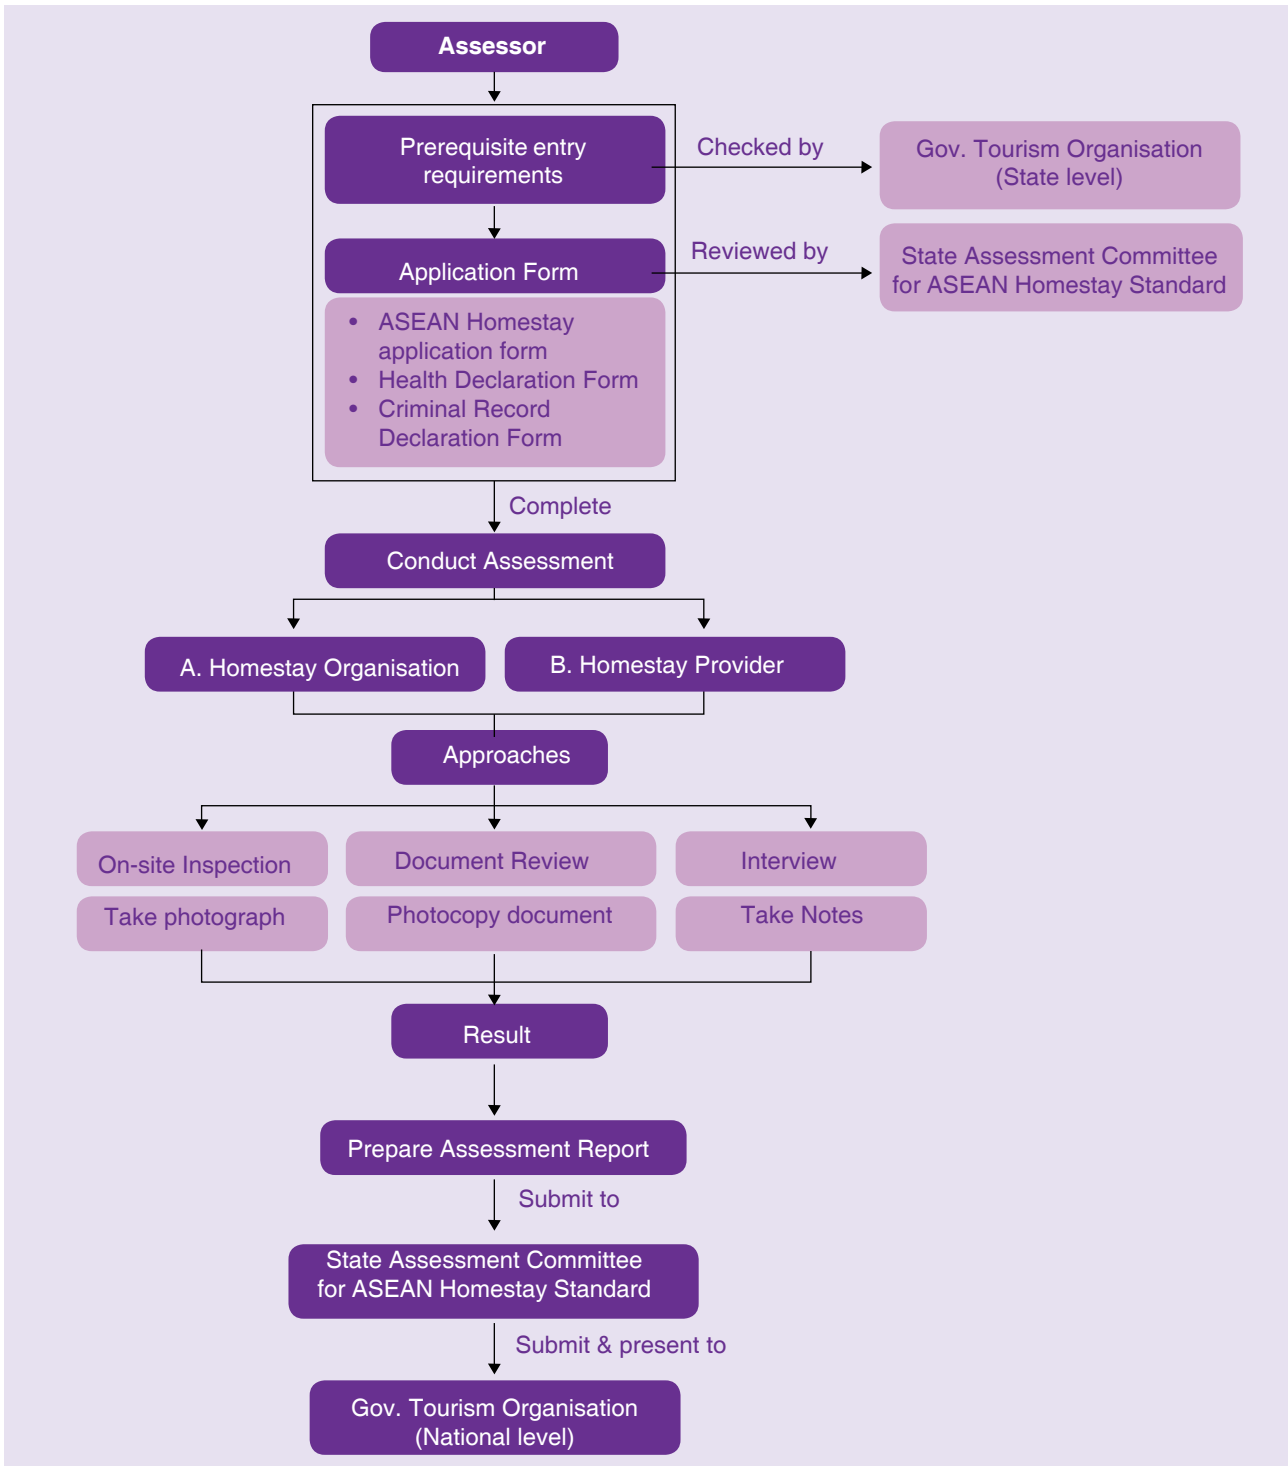 Assessor
Prerequisite entry
requirements
Checked by
Gov. Tourism Organisation
(State level)
Application Form
Reviewed by
State Assessment Committee
for ASEAN Homestay Standard
• ASEAN Homestay
application form
• Health Declaration Form
• Criminal Record
Declaration Form
Complete
Conduct Assessment
A. Homestay Organisation
B. Homestay Provider
Approaches
On-site Inspection
Document Review
Interview
Take photograph
Photocopy document
Take Notes
Result
Prepare Assessment Report
Submit to
State Assessment Committee
for ASEAN Homestay Standard
Submit & present to
Gov. Tourism Organisation
(National level)